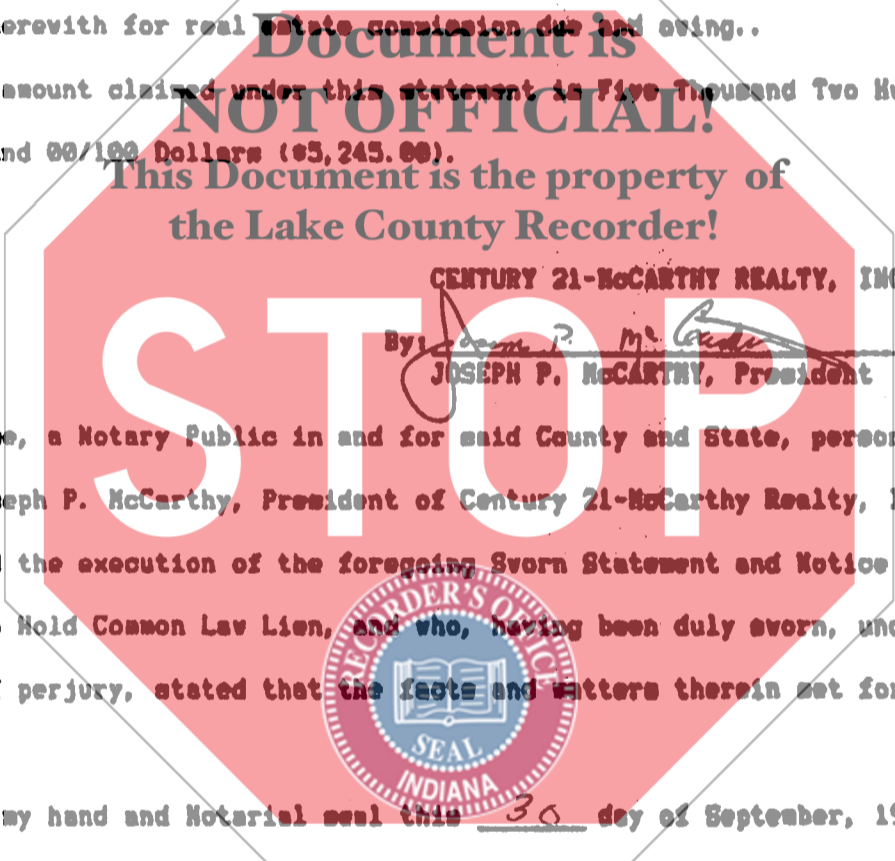 erewith for real estate commission due and owing..
Document is
amount claimed under this statement is Five Thousand Two Hu
NOT OFFICIAL!
nd 00/100 Dollars ($5,245.00).
This Document is the property of
the Lake County Recorder!
CENTURY 21-McCARTHY REALTY, INC
By: Joseph P. McCarthy
JOSEPH P. McCARTHY, President
STOP
e, a Notary Public in and for said County and State, person
eph P. McCarthy, President of Century 21-McCarthy Realty, I
the execution of the foregoing Sworn Statement and Notice
Hold Common Law Lien, and who, having been duly sworn, und
perjury, stated that the facts and matters therein set for
RECORDER'S OFFICE
SEAL
INDIANA
my hand and Notarial seal this 30 day of September, 19